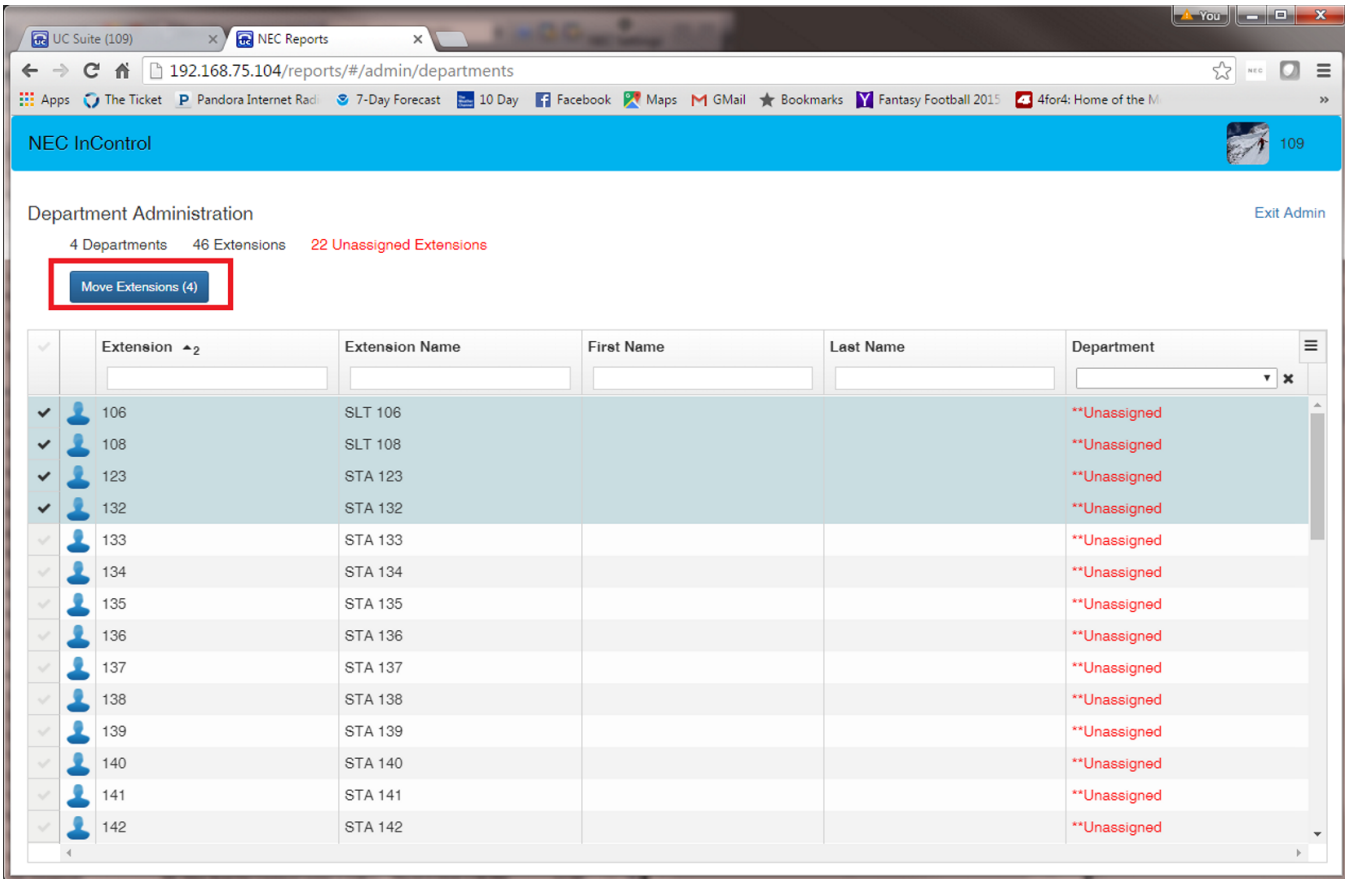 You
UC Suite (109) NEC Reports
192.168.75.104/reports/#/admin/departments NEC
Apps The Ticket P Pandora Internet Radi 7-Day Forecast 10 Day Facebook Maps GMail Bookmarks Y Fantasy Football 2015 4for4: Home of the M »
NEC InControl 109
Department Administration Exit Admin
4 Departments 46 Extensions 22 Unassigned Extensions
Move Extensions (4)
Extension 2 Extension Name First Name Last Name Department
106 SLT 106 **Unassigned
108 SLT 108 **Unassigned
123 STA 123 **Unassigned
132 STA 132 **Unassigned
133 STA 133 **Unassigned
134 STA 134 **Unassigned
135 STA 135 **Unassigned
136 STA 136 **Unassigned
137 STA 137 **Unassigned
138 STA 138 **Unassigned
139 STA 139 **Unassigned
140 STA 140 **Unassigned
141 STA 141 **Unassigned
142 STA 142 **Unassigned